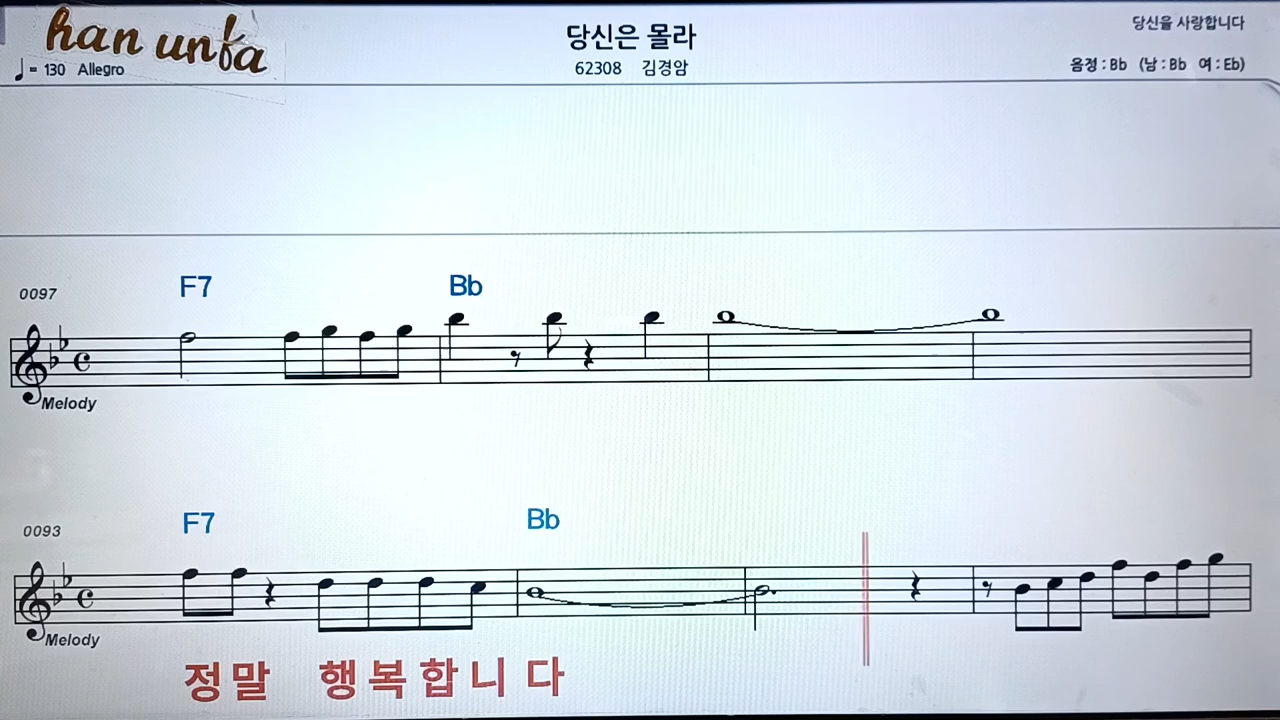 han unfa
당신은 몰라
당신을 사랑합니다
♩= 130 Allegro
62308 김경암
음정 : Bb (남 : Bb 여 : Eb)
0097
F7 Bb
Melody
0093
F7 Bb
Melody
정말 행복합니다